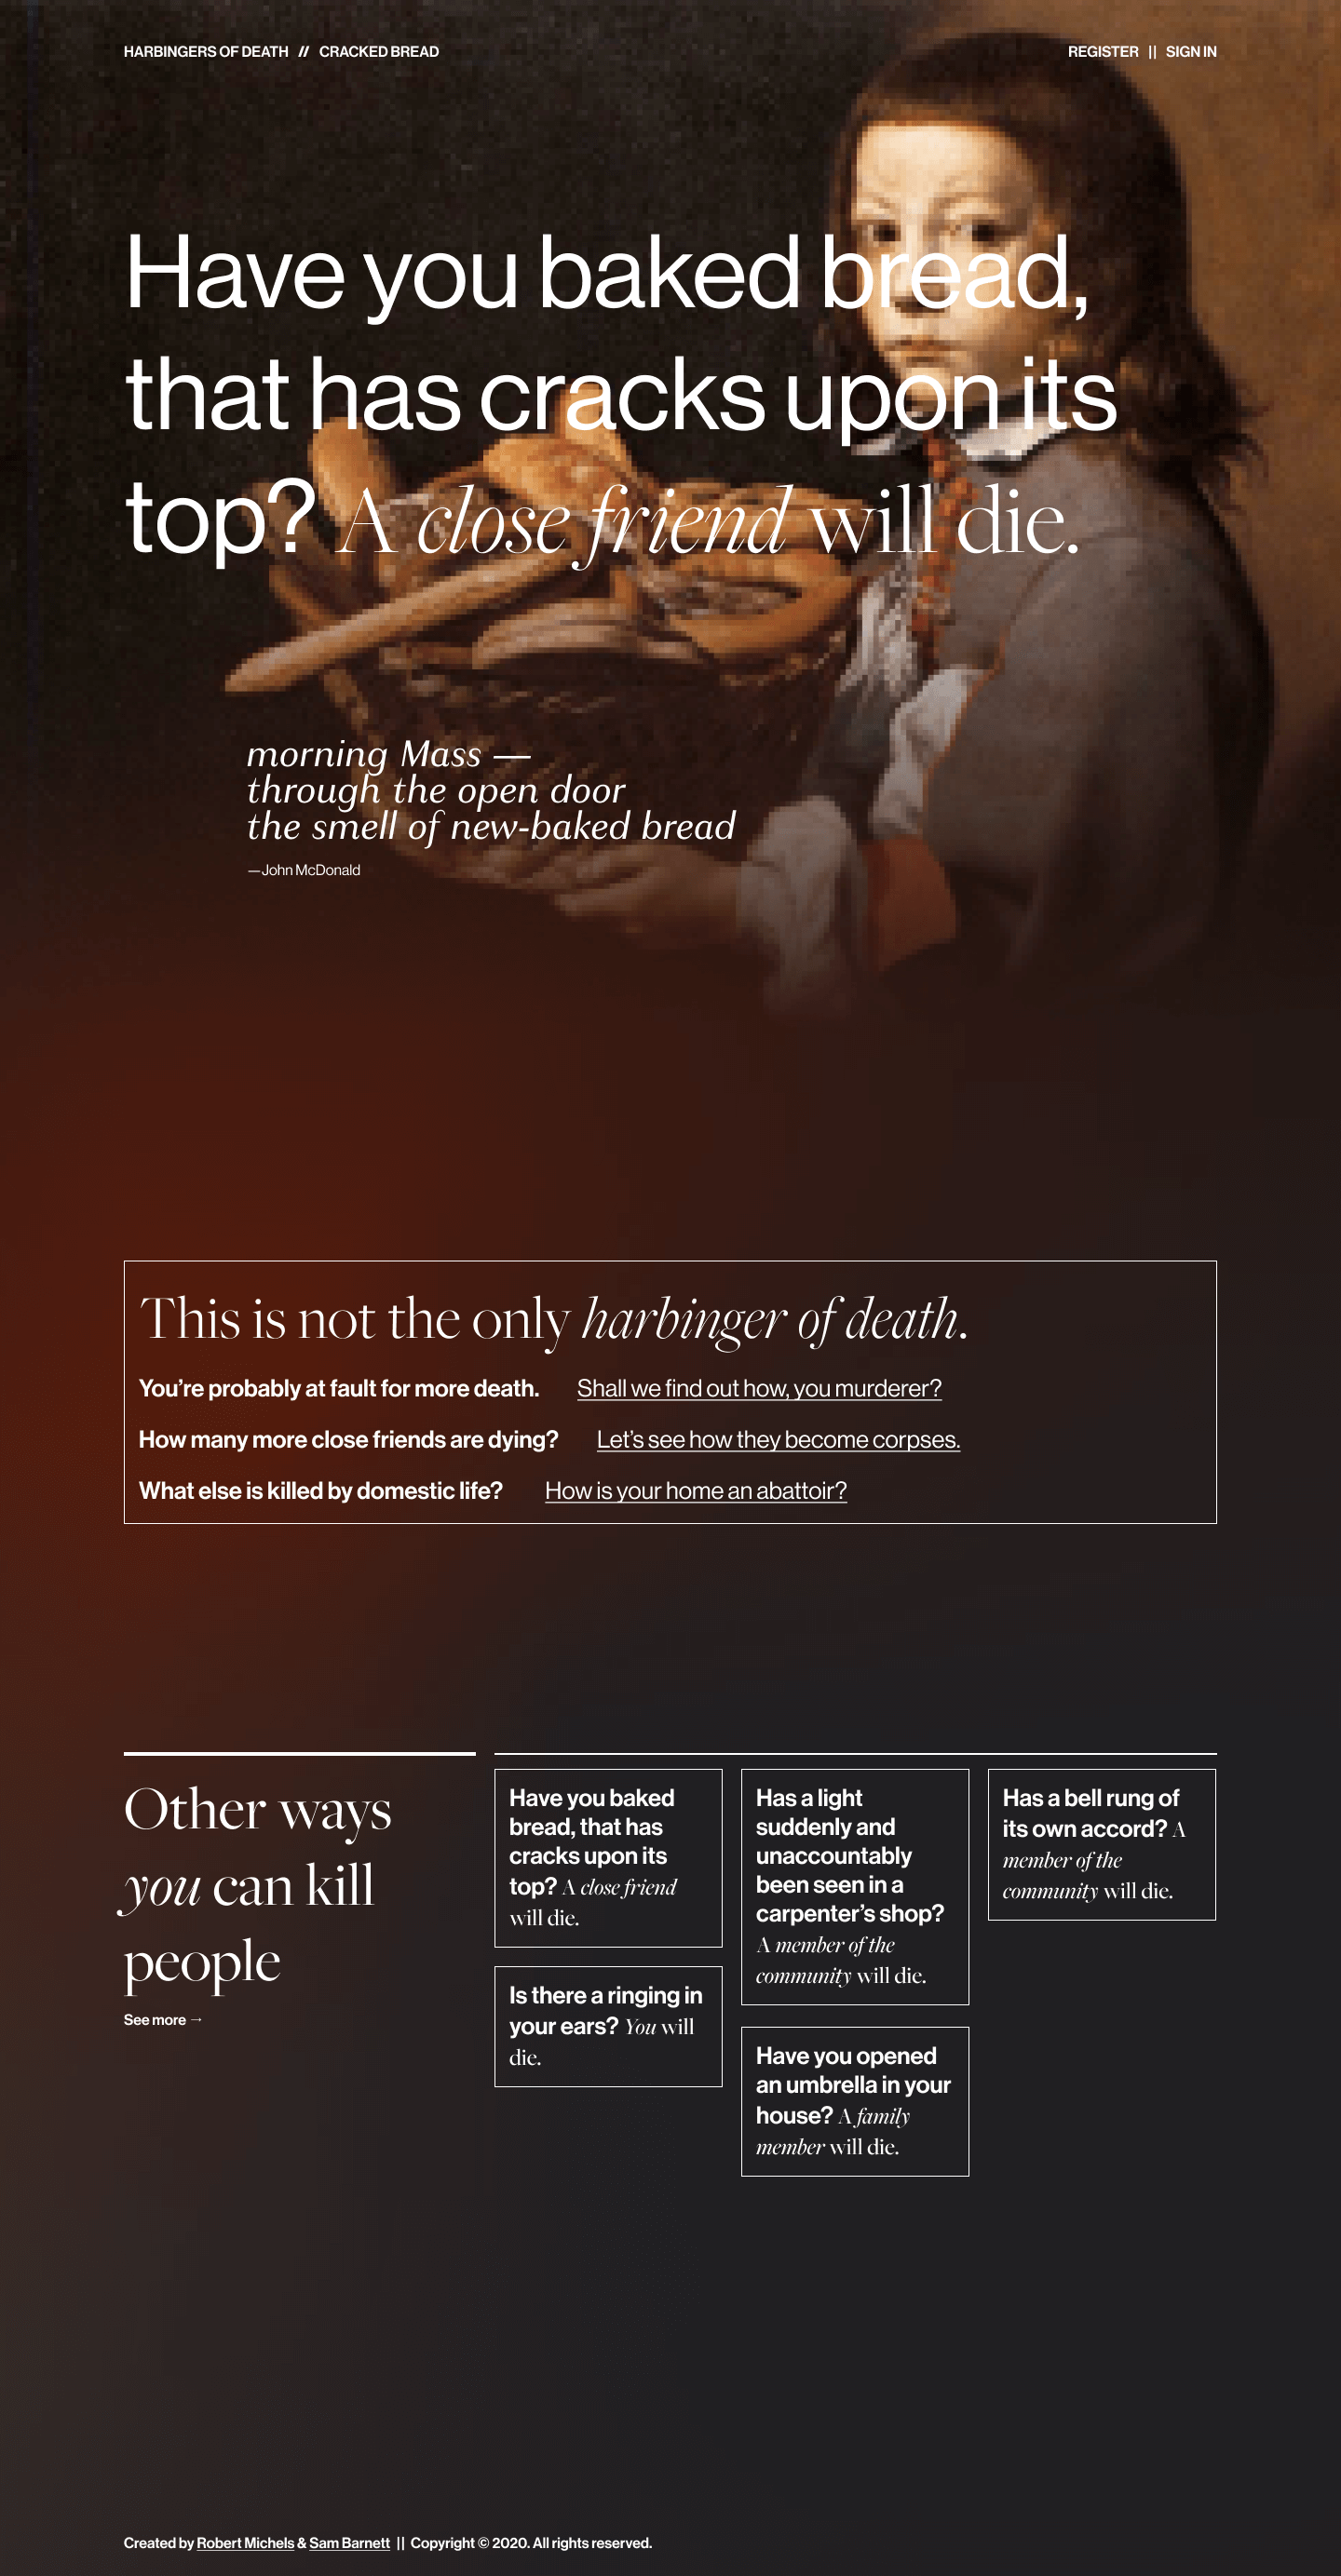 HARBINGERS OF DEATH // CRACKED BREAD
REGISTER || SIGN IN
Have you baked bread,
that has cracks upon its
top? A close friend will die.
morning Mass —
through the open door
the smell of new-baked bread
—John McDonald
This is not the only harbinger of death.
You’re probably at fault for more death. Shall we find out how, you murderer?
How many more close friends are dying? Let’s see how they become corpses.
What else is killed by domestic life? How is your home an abattoir?
Other ways
you can kill
people
See more →
Have you baked
bread, that has
cracks upon its
top? A close friend
will die.
Is there a ringing in
your ears? You will
die.
Has a light
suddenly and
unaccountably
been seen in a
carpenter’s shop?
A member of the
community will die.
Have you opened
an umbrella in your
house? A family
member will die.
Has a bell rung of
its own accord? A
member of the
community will die.
Created by Robert Michels & Sam Barnett || Copyright © 2020. All rights reserved.